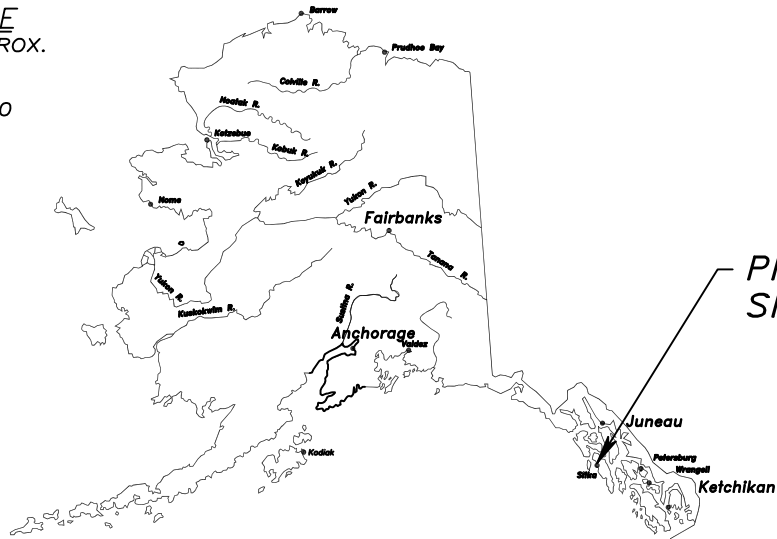 E
ROX.
O
Barrow
Prudhoe Bay
Colville R.
Noatak R.
Kotzebue
Kobuk R.
Koyukuk R.
Yukon R.
Nome
Fairbanks
Tanana R.
Yukon R.
Kuskokwim R.
Susitna R.
Anchorage
Valdez
Juneau
Petersburg
Wrangell
Sitka
Ketchikan
Kodiak